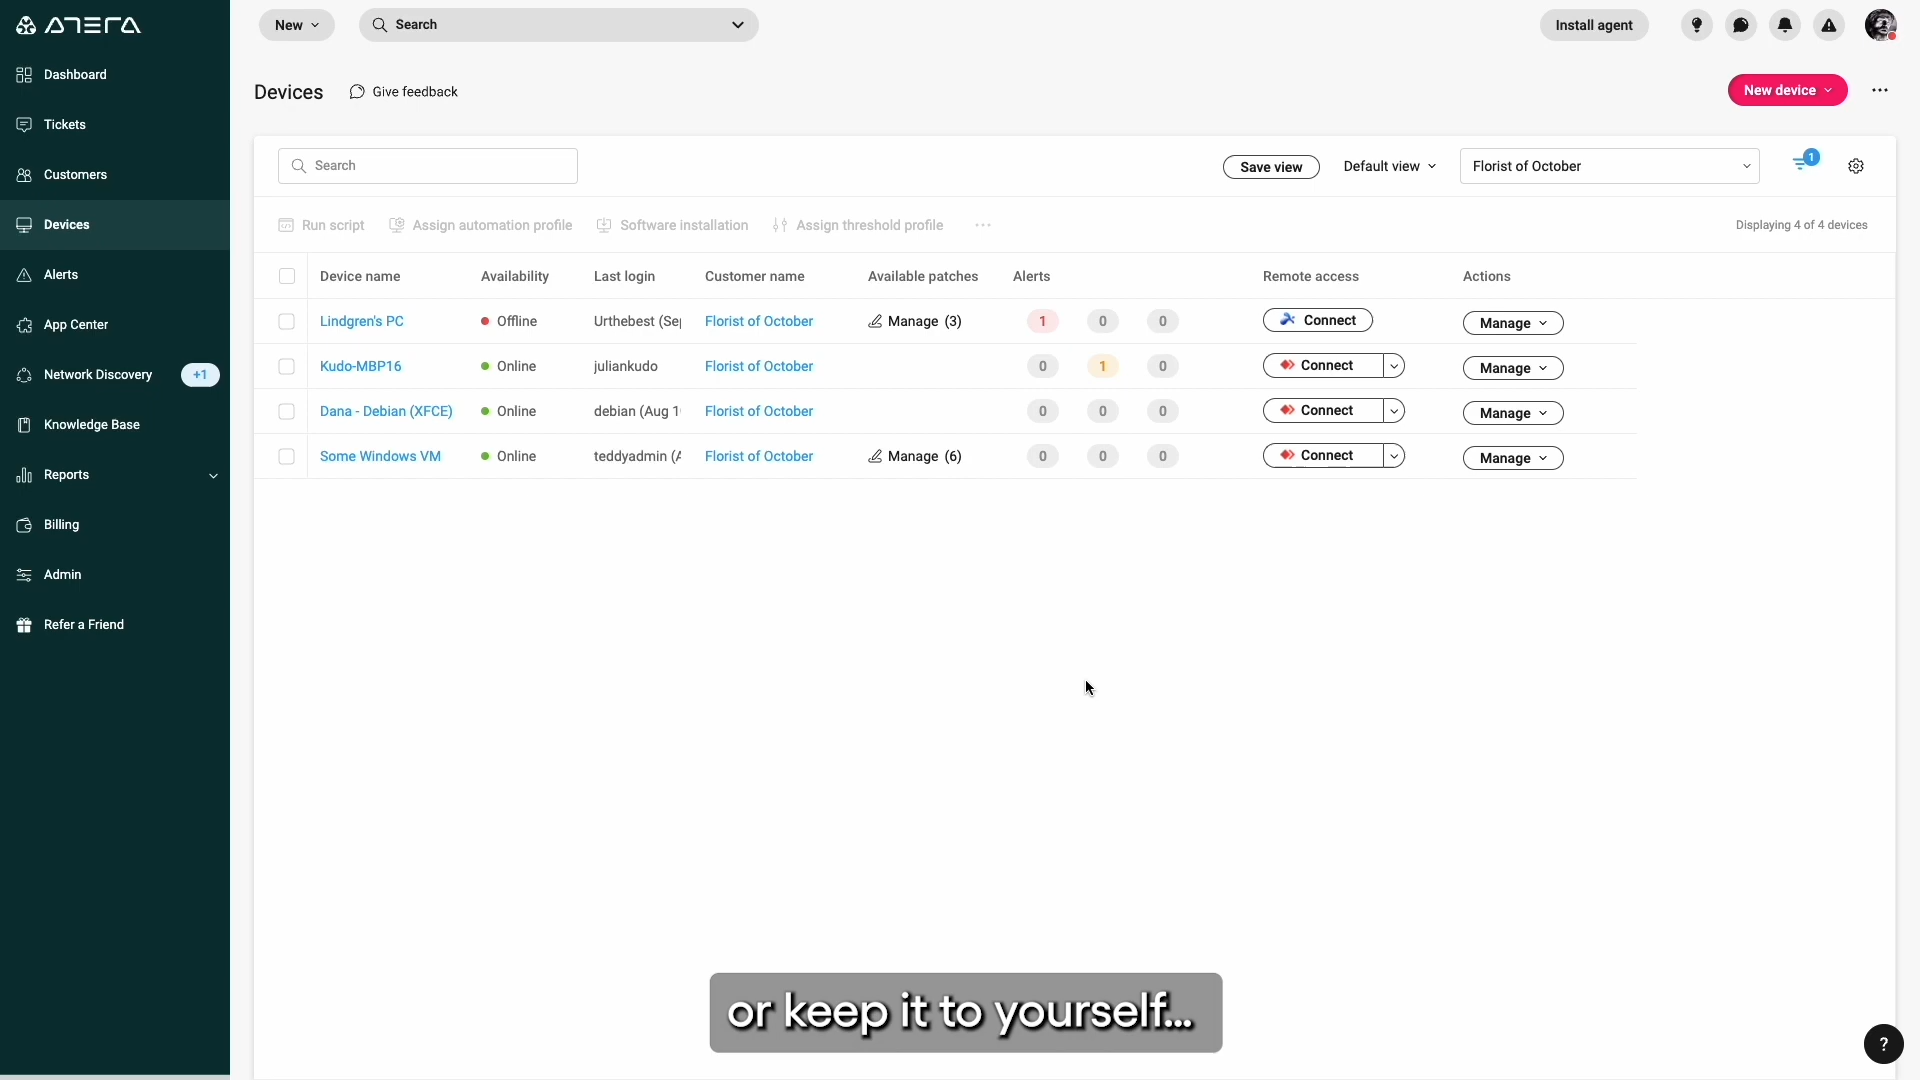 ATERA
New
Search
Install agent
Dashboard
Tickets
Customers
Devices
Alerts
App Center
Network Discovery +1
Knowledge Base
Reports
Billing
Admin
Refer a Friend
Devices Give feedback
New device
Search
Save view Default view Florist of October 1
Run script Assign automation profile Software installation Assign threshold profile ... Displaying 4 of 4 devices
Device name Availability Last login Customer name Available patches Alerts Remote access Actions
Lindgren's PC Offline Urthebest (Sep Florist of October Manage (3) 1 0 0 Connect Manage
Kudo-MBP16 Online juliankudo Florist of October 0 1 0 Connect Manage
Dana - Debian (XFCE) Online debian (Aug 1 Florist of October 0 0 0 Connect Manage
Some Windows VM Online teddyadmin (A Florist of October Manage (6) 0 0 0 Connect Manage
or keep it to yourself...
?